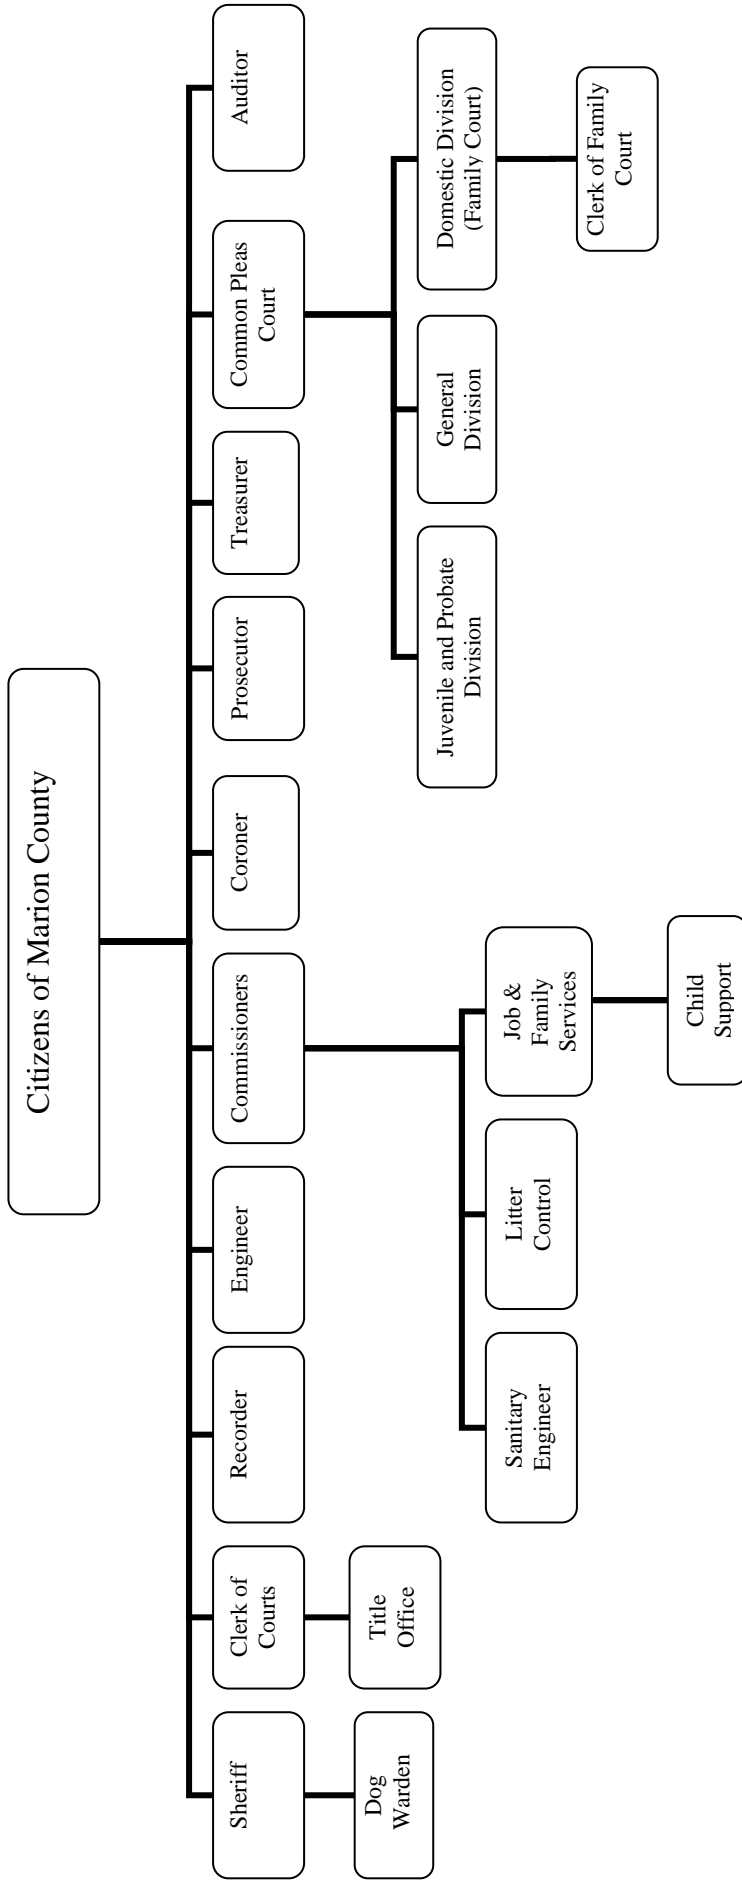 Citizens of Marion County
Sheriff
Clerk of
Courts
Recorder
Engineer
Commissioners
Coroner
Prosecutor
Treasurer
Common Pleas
Court
Auditor
Dog
Warden
Title
Office
Sanitary
Engineer
Litter
Control
Job &
Family
Services
Child
Support
Juvenile and Probate
Division
General
Division
Domestic Division
(Family Court)
Clerk of Family
Court